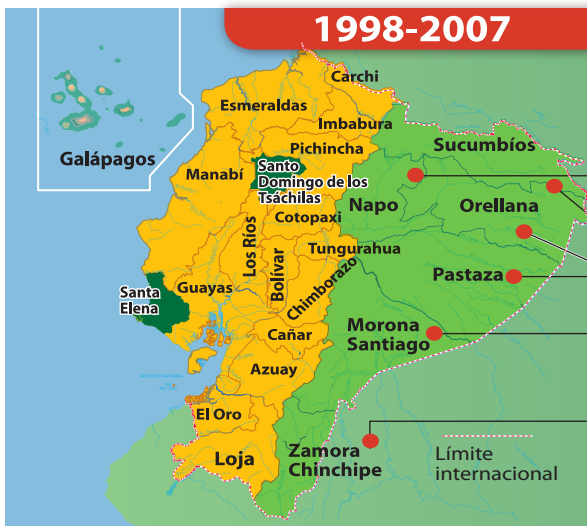 1998-2007
Carchi
Esmeraldas
Imbabura
Pichincha
Sucumbíos
Galápagos
Santo
Domingo de los
Tsáchilas
Manabí
Napo
Orellana
Cotopaxi
Los Ríos
Tungurahua
Bolívar
Chimborazo
Pastaza
Santa
Elena
Guayas
Morona
Santiago
Cañar
Azuay
El Oro
Loja
Zamora
Chinchipe
Límite
internacional